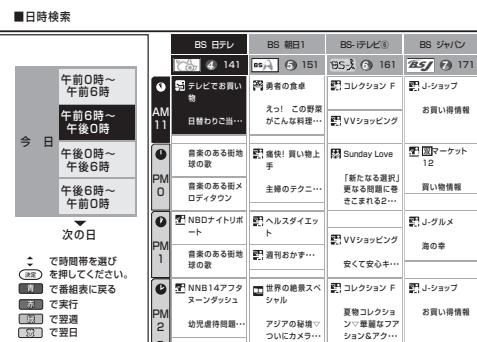 ■日時検索
今 日
午前0時～
午前6時
午前6時～
午後0時
午後0時～
午後6時
午後6時～
午前0時
次の日
で時間帯を選び
決定 を押してください。
青 で番組表に戻る
赤 で実行
で翌週
で翌日
BS 日テレ
4 141
BS 朝日1
BS朝 5 151
BS-iテレビ⑥
BS-i 6 161
BS ジャパン
BSJ 7 171
AM
11
テレビでお買い
物
日替わりご当…
勇者の食卓
えっ! この野菜
がこんな料理…
コレクション F
VVショッピング
J-ショップ
お買い得情報
PM
0
音楽のある街地
球の歌
音楽のある街メ
ロディタウン
痛快! 買い物上
手
主婦のテクニ…
Sunday Love
「新たなる選択」
更なる問題に巻
きこまれる2…
マーケット
12
買い物情報
PM
1
NBDナイトリポ
ート
音楽のある街地
球の歌
ヘルスダイエッ
ト
週刊おかず…
VVショッピング
安くて安心キ…
J-グルメ
海の幸
PM
2
NNB14アフタ
ヌーンダッシュ
幼児虐待問題…
世界の絶景スペ
シャル
アジアの秘境▽
ついにカメラ…
コレクション F
夏物コレクショ
ン▽華麗なファ
ション&アク…
J-ショップ
お買い得情報